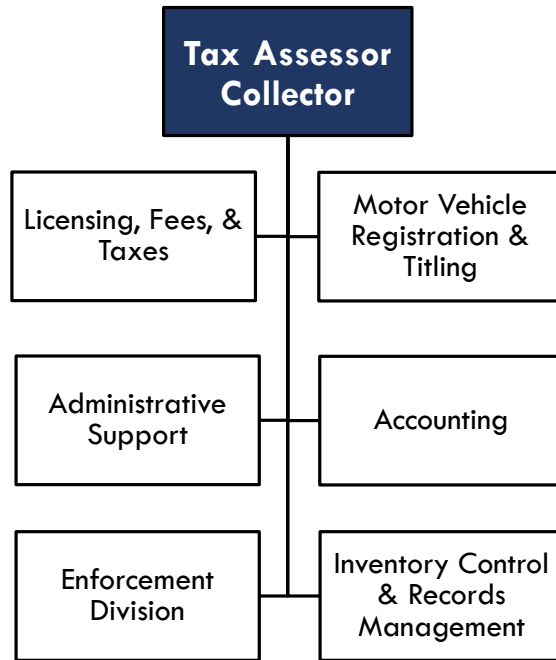 Tax Assessor
Collector
Licensing, Fees, &
Taxes
Motor Vehicle
Registration &
Titling
Administrative
Support
Accounting
Enforcement
Division
Inventory Control
& Records
Management